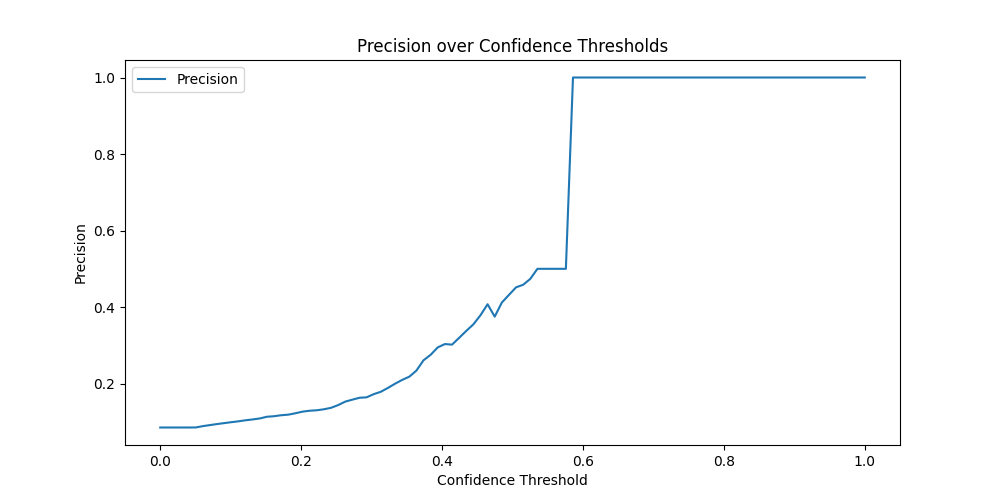 Precision over Confidence Thresholds
Precision
1.0
0.8
0.6
0.4
0.2
Precision
0.0 0.2 0.4 0.6 0.8 1.0
Confidence Threshold